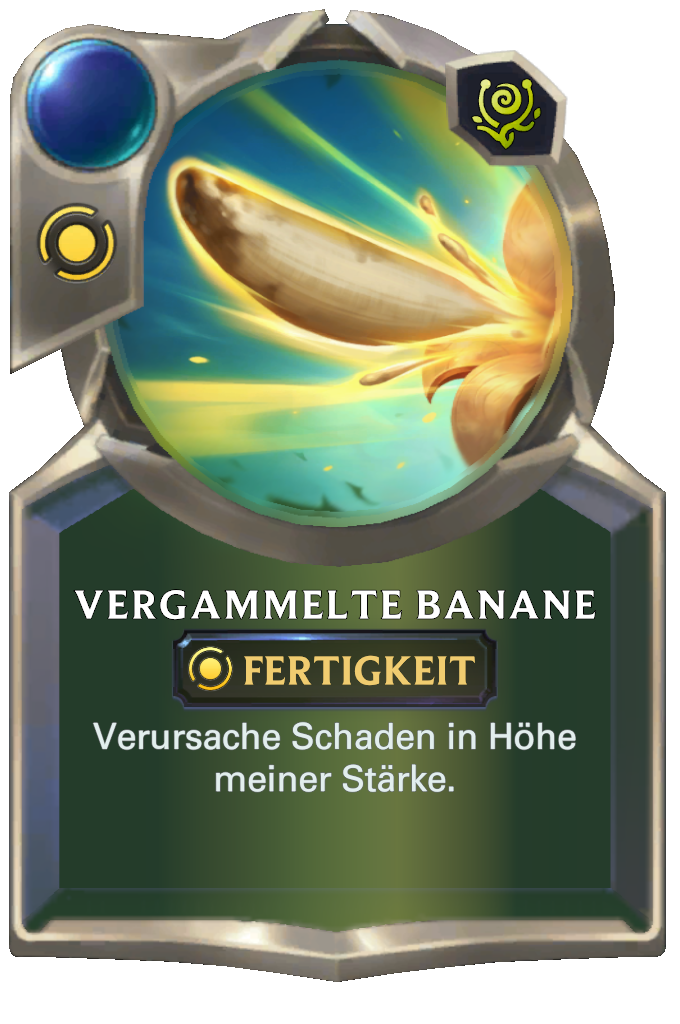 VERGAMMELTE BANANE
FERTIGKEIT
Verursache Schaden in Höhe
meiner Stärke.